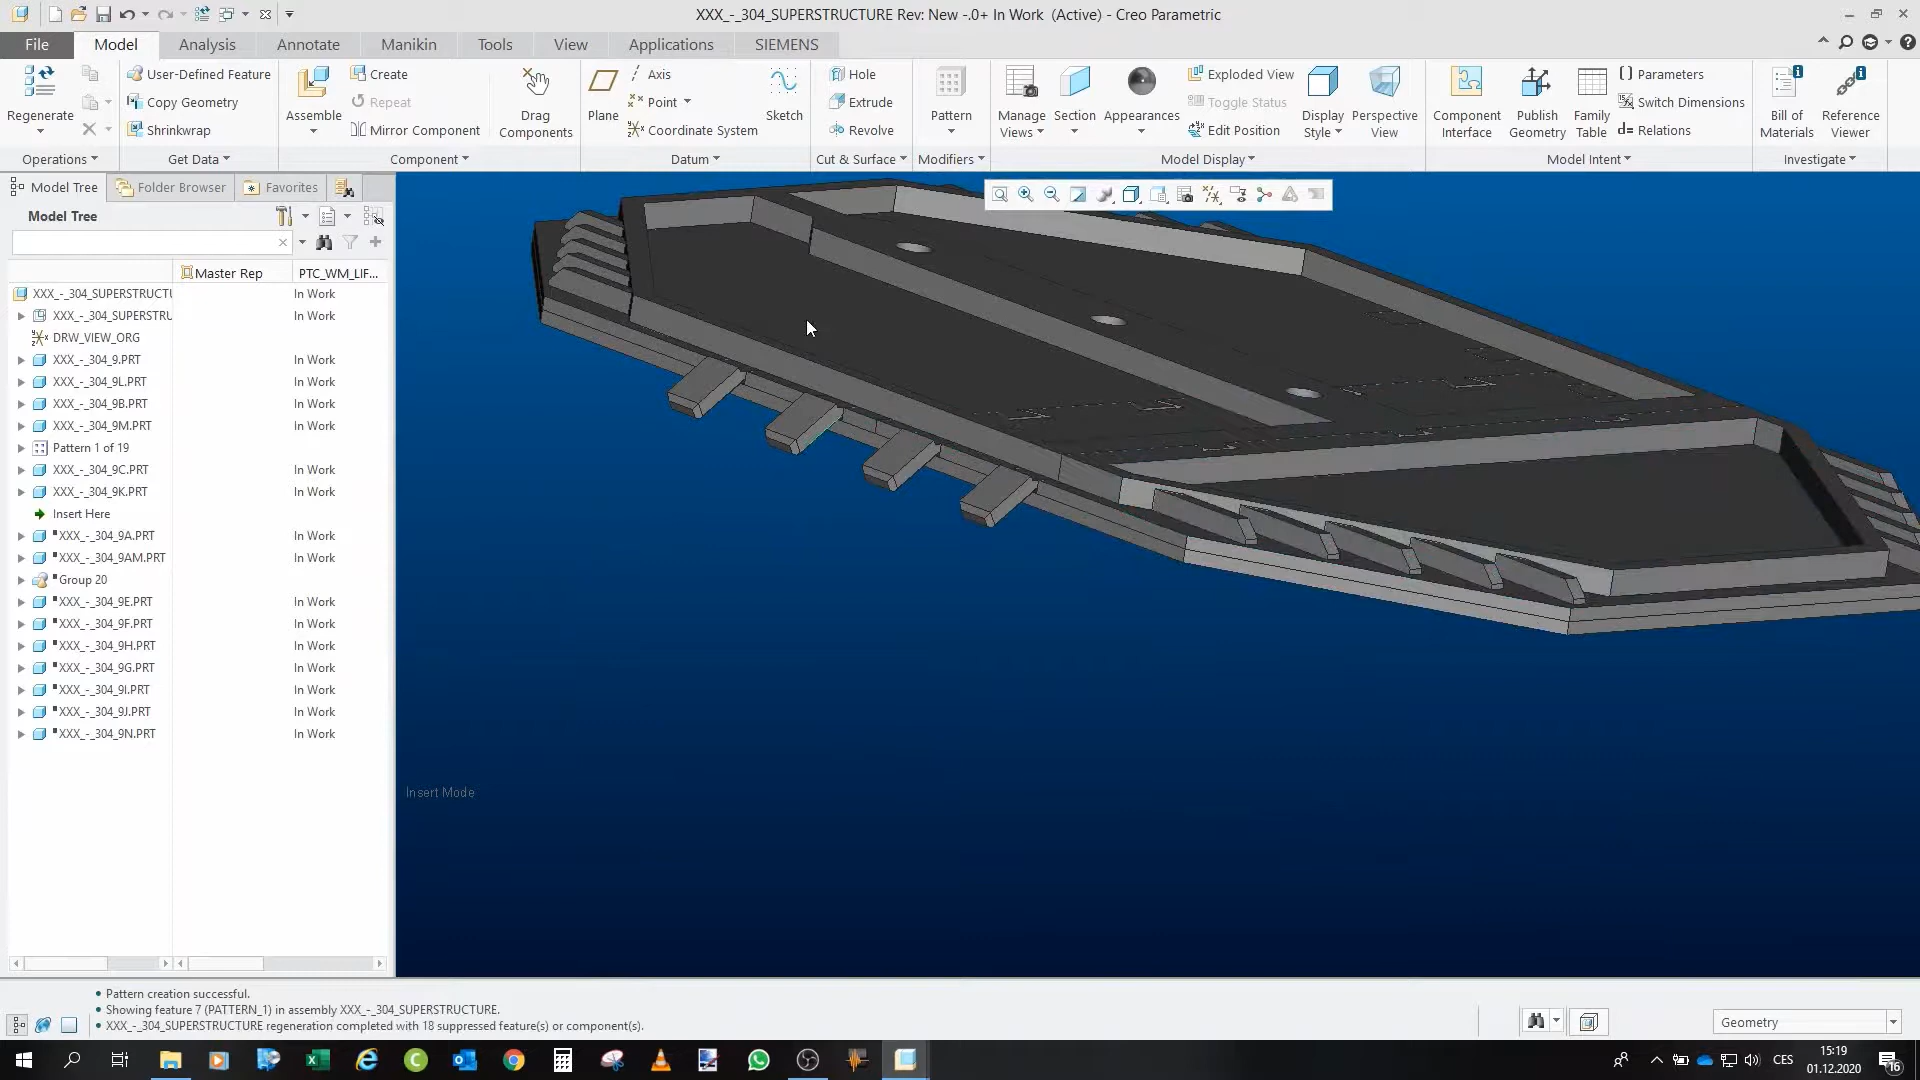 XXX_-_304_SUPERSTRUCTURE Rev: New -.0+ In Work (Active) - Creo Parametric
File Model Analysis Annotate Manikin Tools View Applications SIEMENS
Regenerate
User-Defined Feature
Copy Geometry
Shrinkwrap
Assemble
Create
Repeat
Mirror Component
Drag Components
Plane
Axis
Point
Coordinate System
Sketch
Hole
Extrude
Revolve
Pattern
Manage Views
Section
Appearances
Exploded View
Toggle Status
Edit Position
Display Style
Perspective View
Component Interface
Publish Geometry
Family Table
Parameters
Switch Dimensions
Relations
Bill of Materials
Reference Viewer
Operations Get Data Component Datum Cut & Surface Modifiers Model Display Model Intent Investigate
Model Tree Folder Browser Favorites
Model Tree
Master Rep PTC_WM_LIF...
XXX_-_304_SUPERSTRUCTU In Work
XXX_-_304_SUPERSTRU In Work
DRW_VIEW_ORG
XXX_-_304_9.PRT In Work
XXX_-_304_9L.PRT In Work
XXX_-_304_9B.PRT In Work
XXX_-_304_9M.PRT In Work
Pattern 1 of 19
XXX_-_304_9C.PRT In Work
XXX_-_304_9K.PRT In Work
Insert Here
XXX_-_304_9A.PRT In Work
XXX_-_304_9AM.PRT In Work
Group 20
XXX_-_304_9E.PRT In Work
XXX_-_304_9F.PRT In Work
XXX_-_304_9H.PRT In Work
XXX_-_304_9G.PRT In Work
XXX_-_304_9I.PRT In Work
XXX_-_304_9J.PRT In Work
XXX_-_304_9N.PRT In Work
Insert Mode
• Pattern creation successful.
• Showing feature 7 (PATTERN_1) in assembly XXX_-_304_SUPERSTRUCTURE.
• XXX_-_304_SUPERSTRUCTURE regeneration completed with 18 suppressed feature(s) or component(s).
Geometry
CES
15:19
01.12.2020
16